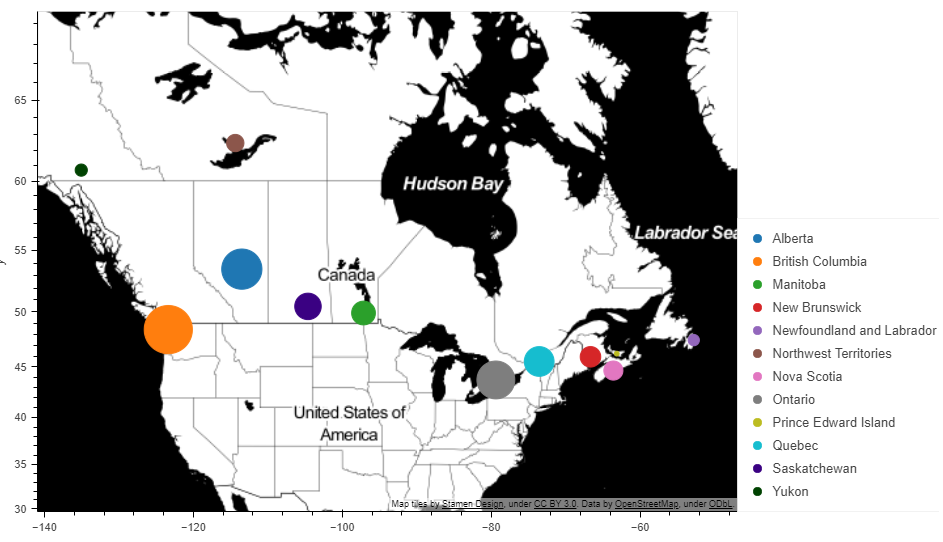 65
60
55
50
45
40
35
30
y
−140
−120
−100
−80
−60
Hudson Bay
Labrador Sea
Canada
United States of
America
Map tiles by Stamen Design, under CC BY 3.0. Data by OpenStreetMap, under ODbL.
Alberta
British Columbia
Manitoba
New Brunswick
Newfoundland and Labrador
Northwest Territories
Nova Scotia
Ontario
Prince Edward Island
Quebec
Saskatchewan
Yukon